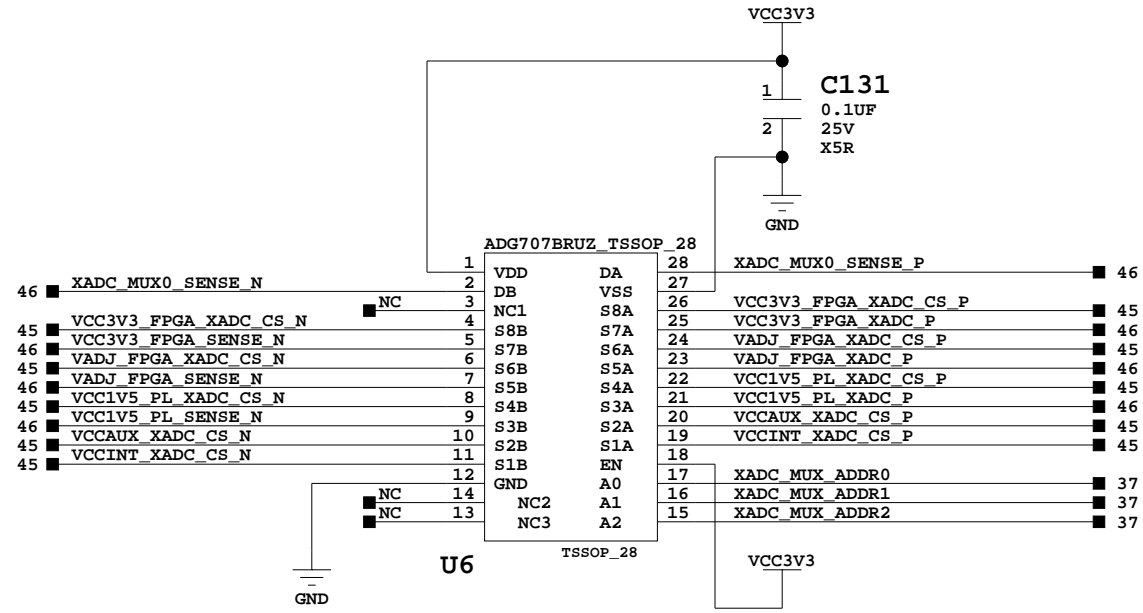 VCC3V3
1
C131
0.1UF
2
25V
X5R
GND
ADG707BRUZ_TSSOP_28
1 VDD DA 28 XADC_MUX0_SENSE_P 46
46 XADC_MUX0_SENSE_N 2 DB VSS 27
NC 3 NC1 S8A 26 VCC3V3_FPGA_XADC_CS_P 45
45 VCC3V3_FPGA_XADC_CS_N 4 S8B S7A 25 VCC3V3_FPGA_XADC_P 46
46 VCC3V3_FPGA_SENSE_N 5 S7B S6A 24 VADJ_FPGA_XADC_CS_P 45
45 VADJ_FPGA_XADC_CS_N 6 S6B S5A 23 VADJ_FPGA_XADC_P 46
46 VADJ_FPGA_SENSE_N 7 S5B S4A 22 VCC1V5_PL_XADC_CS_P 45
45 VCC1V5_PL_XADC_CS_N 8 S4B S3A 21 VCC1V5_PL_XADC_P 46
46 VCC1V5_PL_SENSE_N 9 S3B S2A 20 VCCAUX_XADC_CS_P 45
45 VCCAUX_XADC_CS_N 10 S2B S1A 19 VCCINT_XADC_CS_P 45
45 VCCINT_XADC_CS_N 11 S1B EN 18
12 GND A0 17 XADC_MUX_ADDR0 37
NC 14 NC2 A1 16 XADC_MUX_ADDR1 37
NC 13 NC3 A2 15 XADC_MUX_ADDR2 37
TSSOP_28
U6
VCC3V3
GND